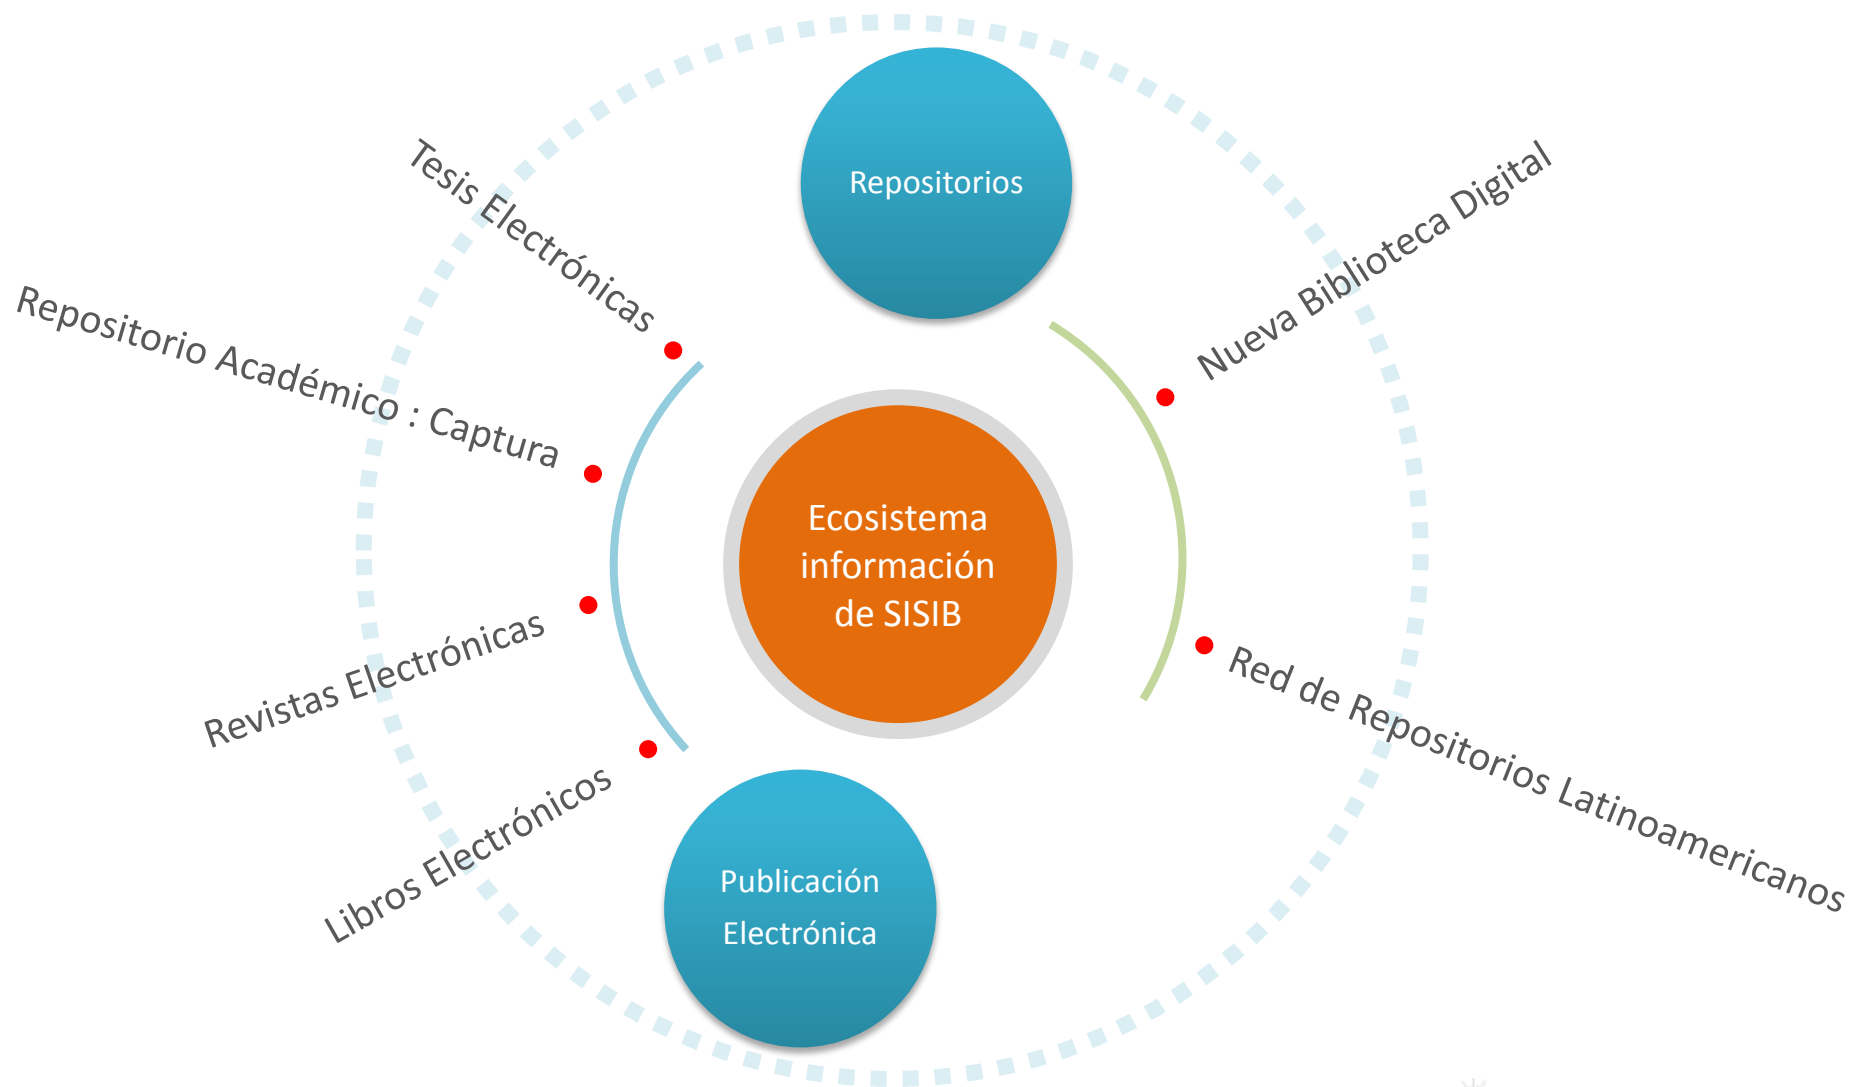 Repositorios
Tesis Electrónicas
Repositorio Académico : Captura
Revistas Electrónicas
Libros Electrónicos
Ecosistema
información
de SISIB
Nueva Biblioteca Digital
Red de Repositorios Latinoamericanos
Publicación
Electrónica